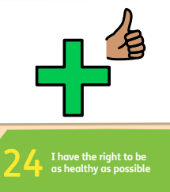 24
I have the right to be
as healthy as possible